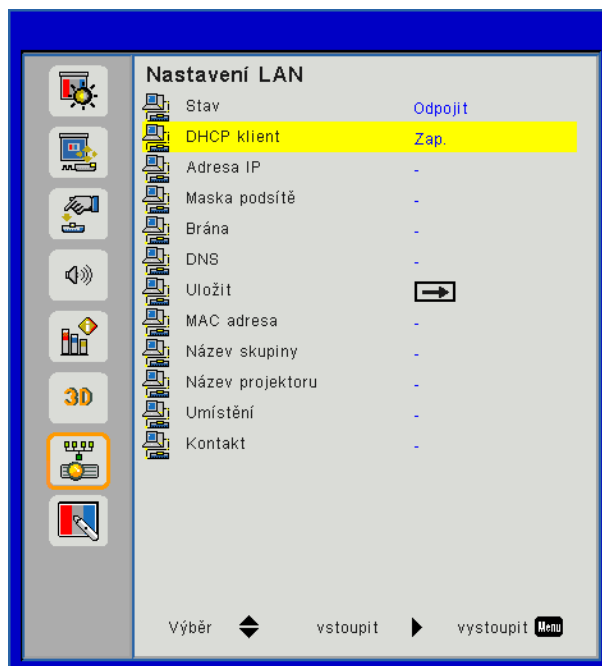 Nastavení LAN
Stav Odpojit
DHCP klient Zap.
Adresa IP -
Maska podsítě -
Brána -
DNS -
Uložit
MAC adresa -
Název skupiny -
Název projektoru -
Umístění -
Kontakt -
3D
Výběr vstoupit vystoupit Menu